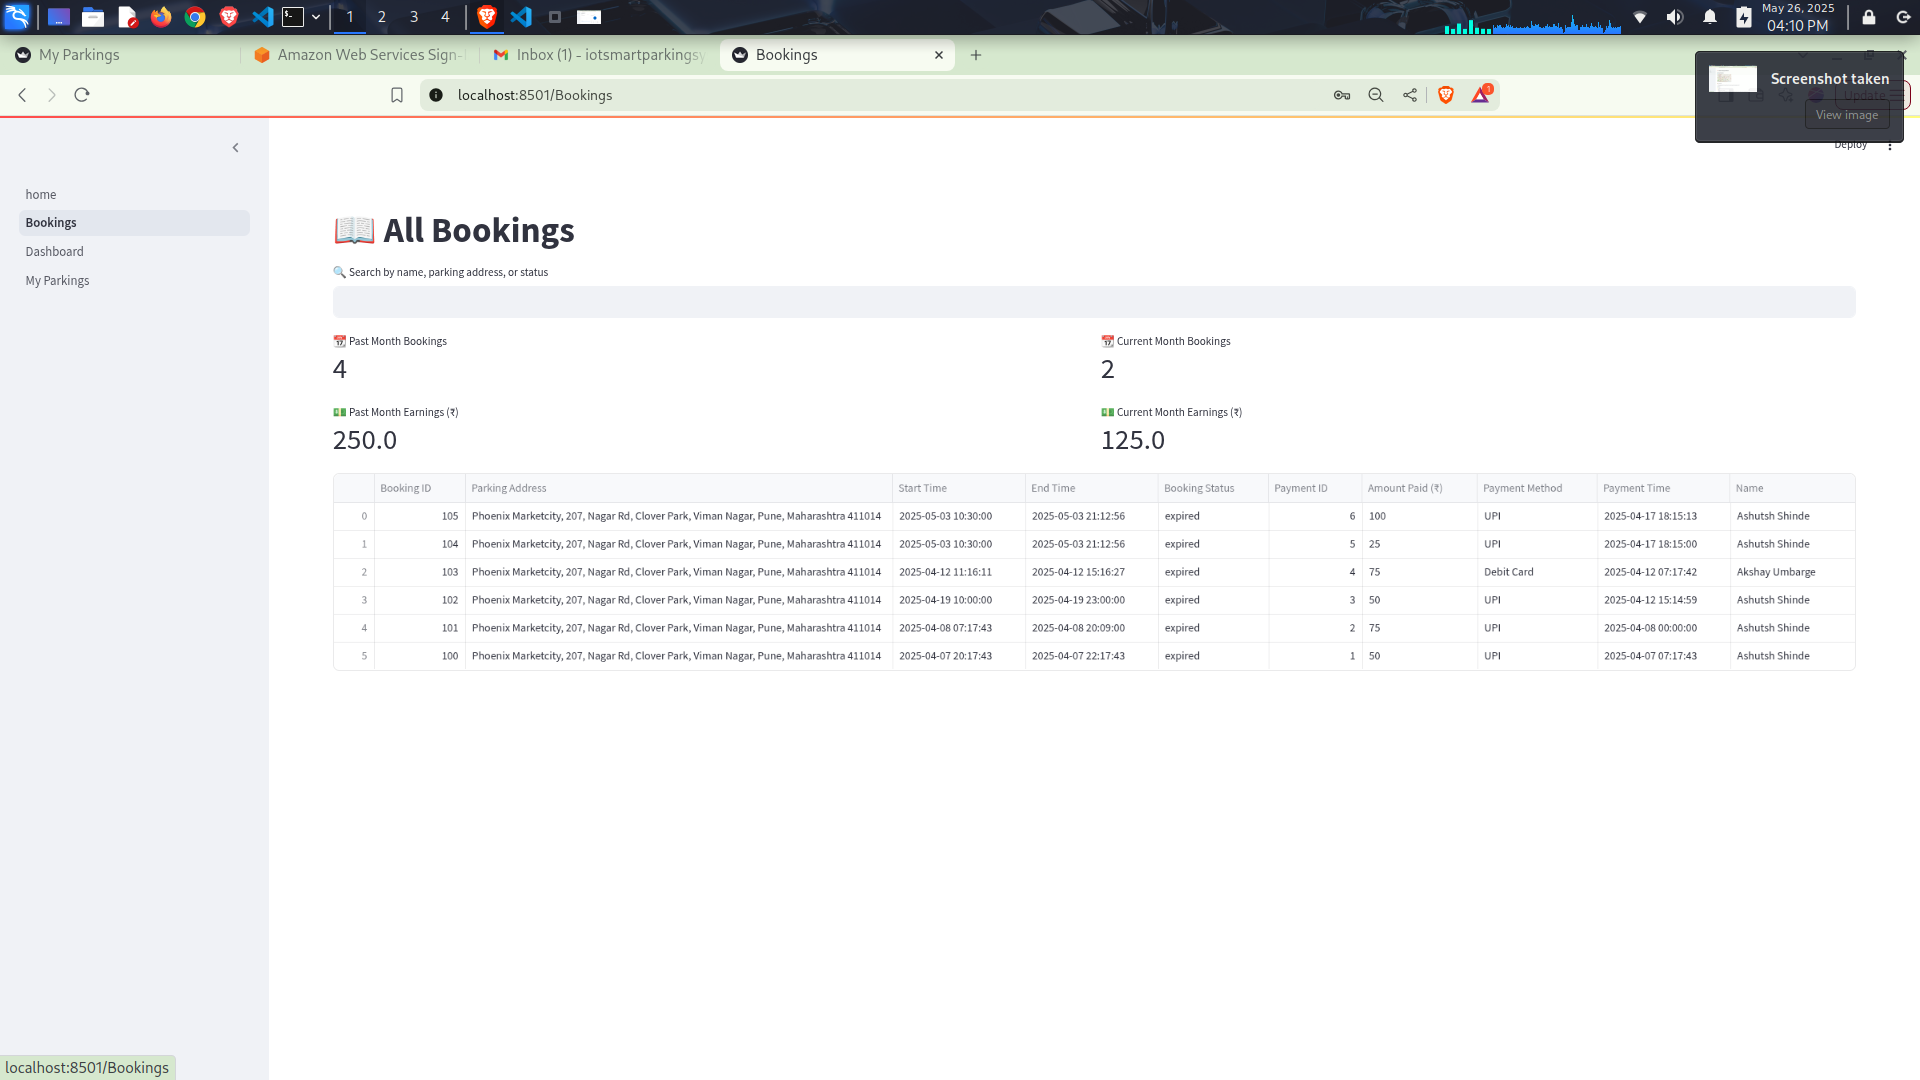 1 2 3 4
May 26, 2025
04:10 PM
My Parkings
Amazon Web Services Sign-
Inbox (1) - iotsmartparkingsy
Bookings
localhost:8501/Bookings
1
Update
Screenshot taken
View image
Deploy
home
Bookings
Dashboard
My Parkings
All Bookings
Search by name, parking address, or status
Past Month Bookings
4
Current Month Bookings
2
Past Month Earnings (₹)
250.0
Current Month Earnings (₹)
125.0
Booking ID Parking Address Start Time End Time Booking Status Payment ID Amount Paid (₹) Payment Method Payment Time Name
0 105 Phoenix Marketcity, 207, Nagar Rd, Clover Park, Viman Nagar, Pune, Maharashtra 411014 2025-05-03 10:30:00 2025-05-03 21:12:56 expired 6 100 UPI 2025-04-17 18:15:13 Ashutsh Shinde
1 104 Phoenix Marketcity, 207, Nagar Rd, Clover Park, Viman Nagar, Pune, Maharashtra 411014 2025-05-03 10:30:00 2025-05-03 21:12:56 expired 5 25 UPI 2025-04-17 18:15:00 Ashutsh Shinde
2 103 Phoenix Marketcity, 207, Nagar Rd, Clover Park, Viman Nagar, Pune, Maharashtra 411014 2025-04-12 11:16:11 2025-04-12 15:16:27 expired 4 75 Debit Card 2025-04-12 07:17:42 Akshay Umbarge
3 102 Phoenix Marketcity, 207, Nagar Rd, Clover Park, Viman Nagar, Pune, Maharashtra 411014 2025-04-19 10:00:00 2025-04-19 23:00:00 expired 3 50 UPI 2025-04-12 15:14:59 Ashutsh Shinde
4 101 Phoenix Marketcity, 207, Nagar Rd, Clover Park, Viman Nagar, Pune, Maharashtra 411014 2025-04-08 07:17:43 2025-04-08 20:09:00 expired 2 75 UPI 2025-04-08 00:00:00 Ashutsh Shinde
5 100 Phoenix Marketcity, 207, Nagar Rd, Clover Park, Viman Nagar, Pune, Maharashtra 411014 2025-04-07 20:17:43 2025-04-07 22:17:43 expired 1 50 UPI 2025-04-07 07:17:43 Ashutsh Shinde
localhost:8501/Bookings